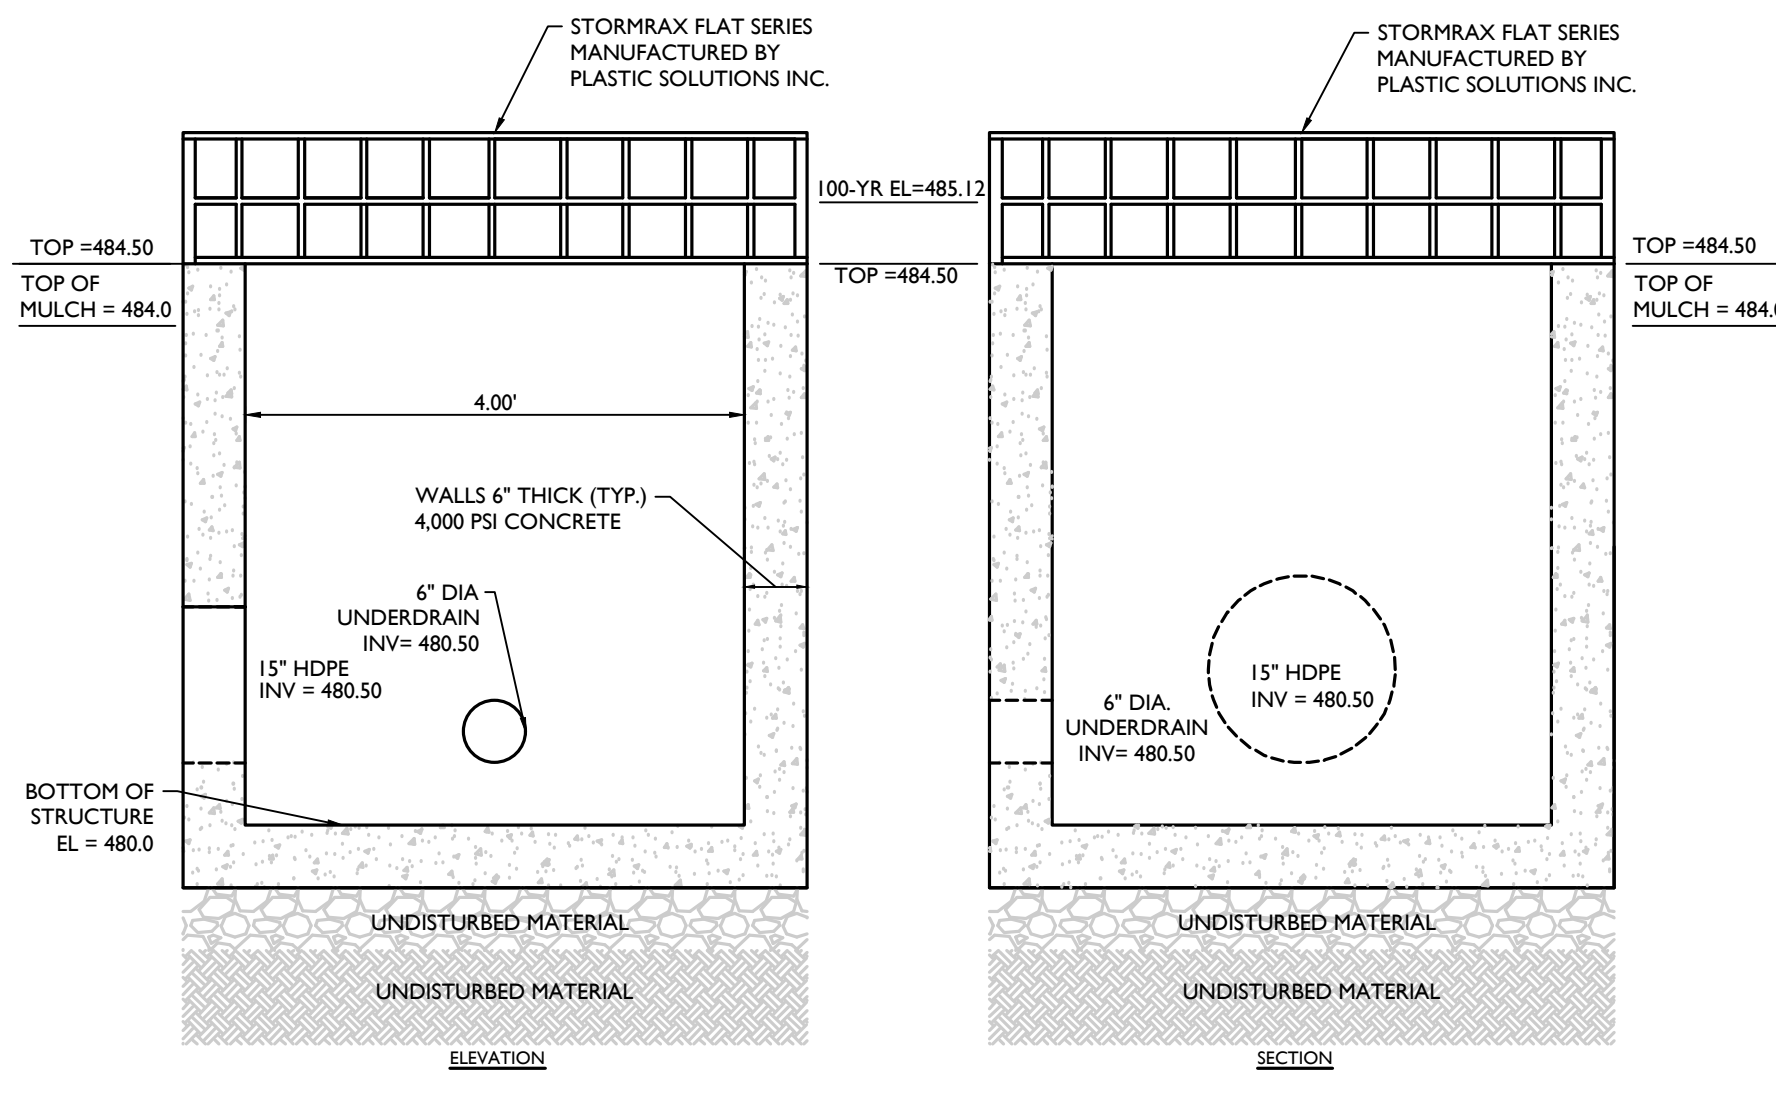 STORMRAX FLAT SERIES
MANUFACTURED BY
PLASTIC SOLUTIONS INC.
TOP =484.50
TOP OF
MULCH = 484.0
100-YR EL=485.12
TOP =484.50
4.00'
WALLS 6" THICK (TYP.)
4,000 PSI CONCRETE
6" DIA
UNDERDRAIN
INV= 480.50
15" HDPE
INV = 480.50
BOTTOM OF
STRUCTURE
EL = 480.0
UNDISTURBED MATERIAL
UNDISTURBED MATERIAL
ELEVATION
STORMRAX FLAT SERIES
MANUFACTURED BY
PLASTIC SOLUTIONS INC.
TOP =484.50
TOP OF
MULCH = 484.0
15" HDPE
INV = 480.50
6" DIA.
UNDERDRAIN
INV= 480.50
UNDISTURBED MATERIAL
UNDISTURBED MATERIAL
SECTION